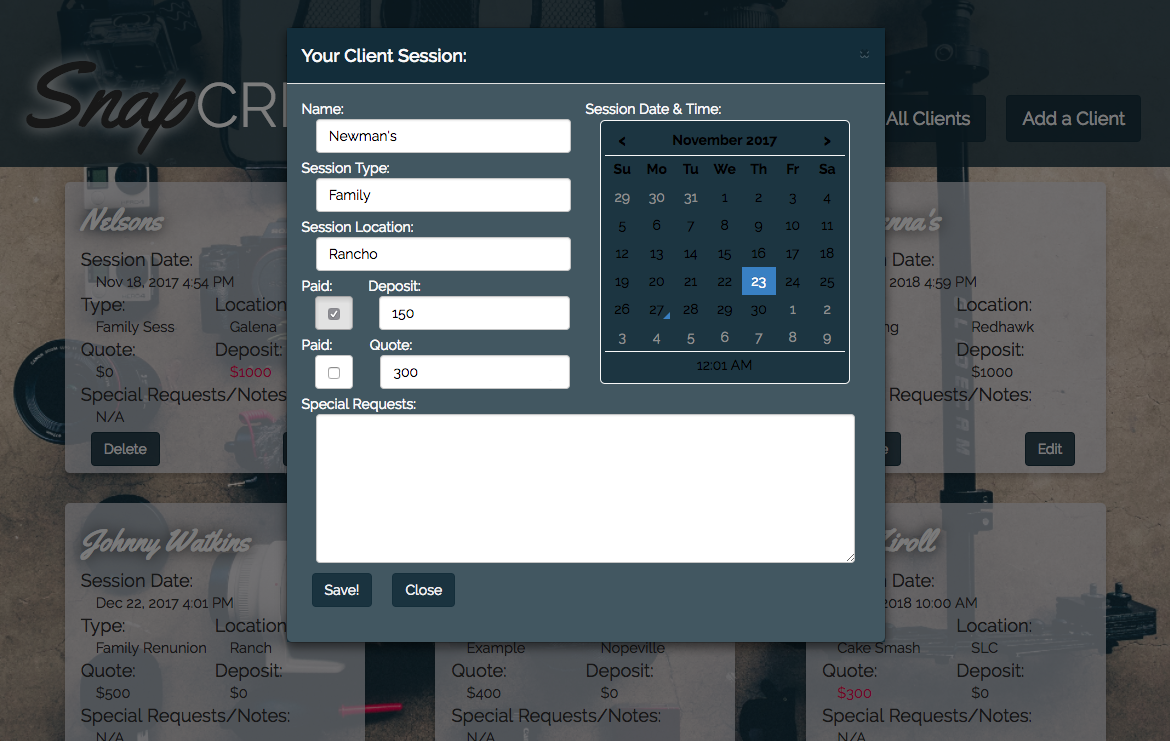 Your Client Session:
×
SnapCR
All Clients
Add a Client
Name:
Newman's
Session Type:
Family
Session Location:
Rancho
Paid:
Deposit:
150
Paid:
Quote:
300
Special Requests:
Save!
Close
Session Date & Time:
< November 2017 >
Su Mo Tu We Th Fr Sa
29 30 31 1 2 3 4
5 6 7 8 9 10 11
12 13 14 15 16 17 18
19 20 21 22 23 24 25
26 27 28 29 30 1 2
3 4 5 6 7 8 9
12:01 AM
Nelsons
Session Date:
Nov 18, 2017 4:54 PM
Type: Location
Family Sess Galena
Quote: Deposit:
$0 $1000
Special Requests/Notes:
N/A
Delete
nna's
Date:
2018 4:59 PM
Location:
ng Redhawk
Deposit:
$1000
Requests/Notes:
e
Edit
Johnny Watkins
Session Date:
Dec 22, 2017 4:01 PM
Type: Location
Family Renunion Ranch
Quote: Deposit:
$500 $0
Special Requests/Notes:
N/A
Example Nopeville
Quote: Deposit:
$400 $0
Special Requests/Notes:
N/A
iroll
Date:
2018 10:00 AM
Location:
Cake Smash SLC
Quote: Deposit:
$300 $0
Special Requests/Notes:
N/A